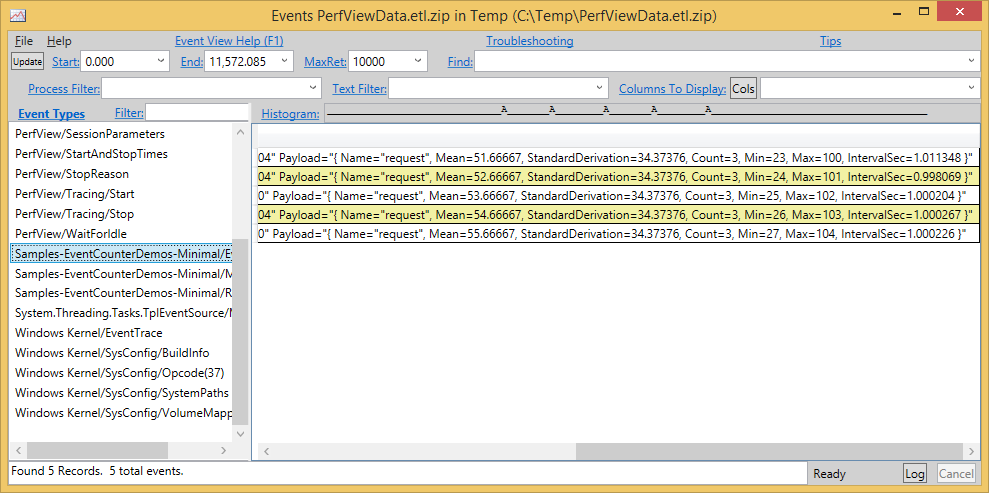 Events PerfViewData.etl.zip in Temp (C:\Temp\PerfViewData.etl.zip)
File Help Event View Help (F1) Troubleshooting Tips
Update Start: 0.000 End: 11,572.085 MaxRet: 10000 Find:
Process Filter: Text Filter: Columns To Display: Cols
Event Types Filter: Histogram: A A A A A
PerfView/SessionParameters
PerfView/StartAndStopTimes
PerfView/StopReason
PerfView/Tracing/Start
PerfView/Tracing/Stop
PerfView/WaitForIdle
Samples-EventCounterDemos-Minimal/E
Samples-EventCounterDemos-Minimal/M
Samples-EventCounterDemos-Minimal/R
System.Threading.Tasks.TplEventSource/
Windows Kernel/EventTrace
Windows Kernel/SysConfig/BuildInfo
Windows Kernel/SysConfig/Opcode(37)
Windows Kernel/SysConfig/SystemPaths
Windows Kernel/SysConfig/VolumeMapp
04" Payload="{ Name="request", Mean=51.66667, StandardDerivation=34.37376, Count=3, Min=23, Max=100, IntervalSec=1.011348 }"
04" Payload="{ Name="request", Mean=52.66667, StandardDerivation=34.37376, Count=3, Min=24, Max=101, IntervalSec=0.998069 }"
0" Payload="{ Name="request", Mean=53.66667, StandardDerivation=34.37376, Count=3, Min=25, Max=102, IntervalSec=1.000204 }"
04" Payload="{ Name="request", Mean=54.66667, StandardDerivation=34.37376, Count=3, Min=26, Max=103, IntervalSec=1.000267 }"
0" Payload="{ Name="request", Mean=55.66667, StandardDerivation=34.37376, Count=3, Min=27, Max=104, IntervalSec=1.000226 }"
Found 5 Records. 5 total events. Ready Log Cancel